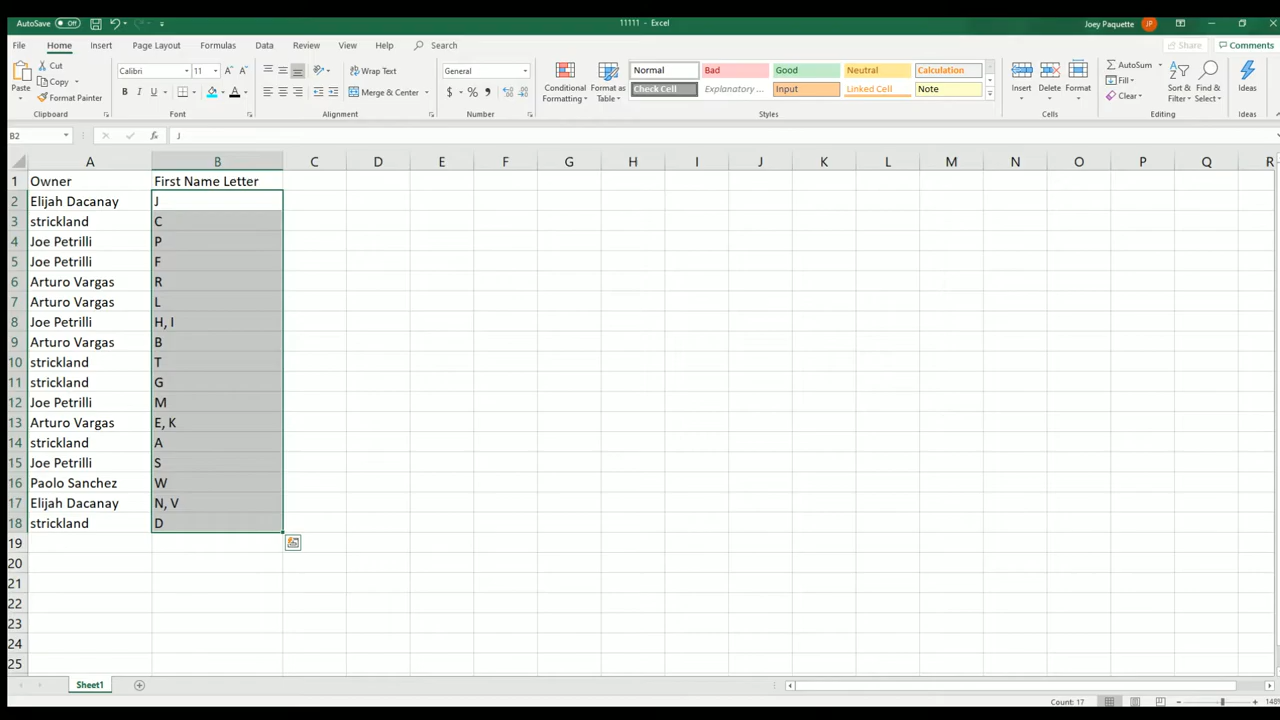 AutoSave Off 11111 - Excel Joey Paquette JP
File Home Insert Page Layout Formulas Data Review View Help Search Share Comments
Paste Cut Calibri 11 Wrap Text General Conditional Formatting Format as Table Normal Bad Good Neutral Calculation Insert Delete Format AutoSum Sort & Filter Find & Select Ideas
Copy Format Painter B I U A Merge & Center $ % Check Cell Explanatory ... Input Linked Cell Note Fill Clear
Clipboard Font Alignment Number Styles Cells Editing Ideas
B2 fx J
A B C D E F G H I J K L M N O P Q R
1 Owner First Name Letter
2 Elijah Dacanay J
3 strickland C
4 Joe Petrilli P
5 Joe Petrilli F
6 Arturo Vargas R
7 Arturo Vargas L
8 Joe Petrilli H, I
9 Arturo Vargas B
10 strickland T
11 strickland G
12 Joe Petrilli M
13 Arturo Vargas E, K
14 strickland A
15 Joe Petrilli S
16 Paolo Sanchez W
17 Elijah Dacanay N, V
18 strickland D
19
20
21
22
23
24
25
Sheet1
Count: 17